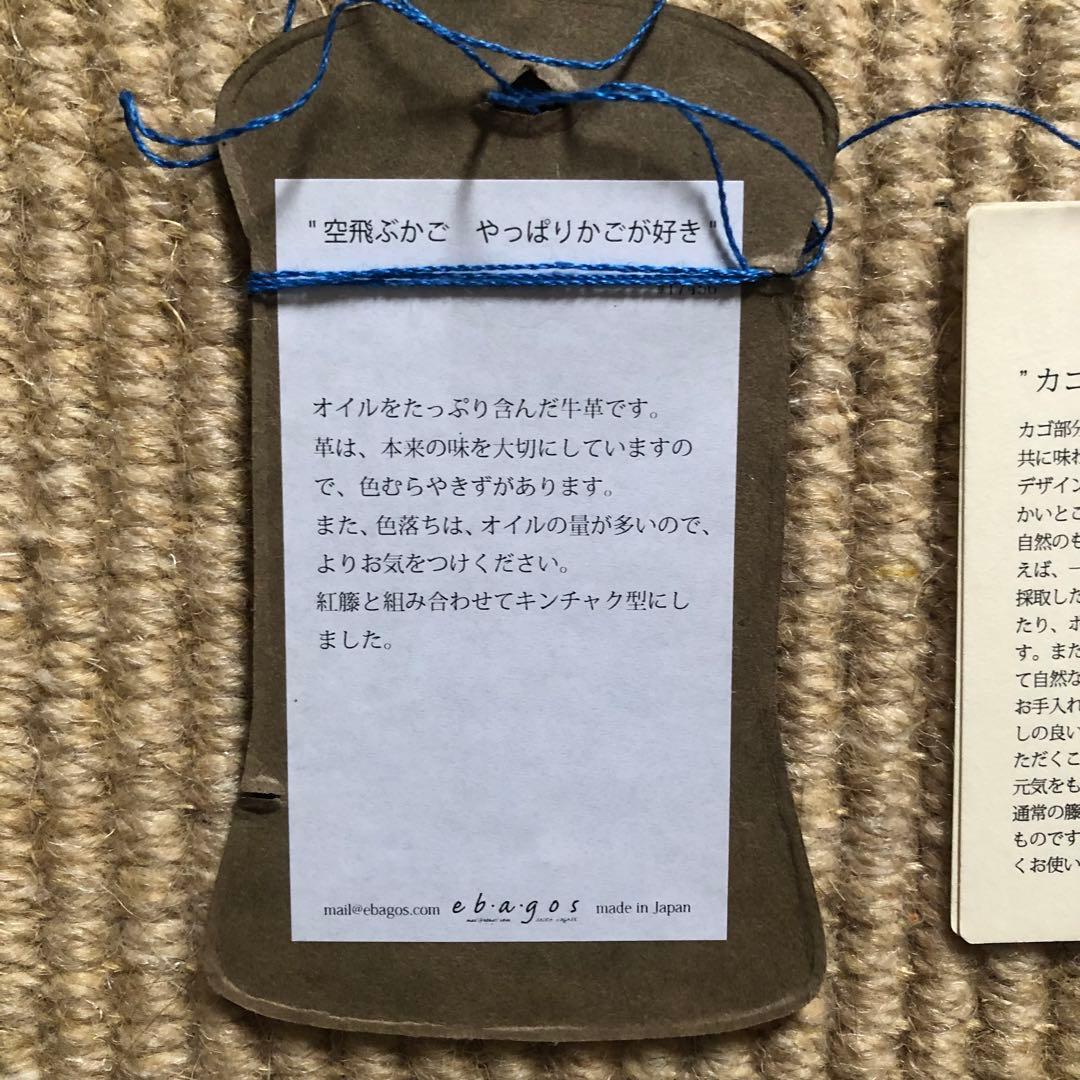 " 空飛ぶかご　やっぱりかごが好き "
オイルをたっぷり含んだ牛革です。
革は、本来の味を大切にしていますの
で、色むらやきずがあります。
また、色落ちは、オイルの量が多いので、
よりお気をつけください。
紅籐と組み合わせてキンチャク型にし
ました。
mail@ebagos.com e b・a・g o s made in Japan
” カゴ
カゴ部分
共に味わ
デザイン
かいとこ
自然のも
えば、一
採取した
たり、ホ
す。また
て自然な
お手入れ
しの良い
ただくこ
元気をも
通常の籐
ものです
くお使い